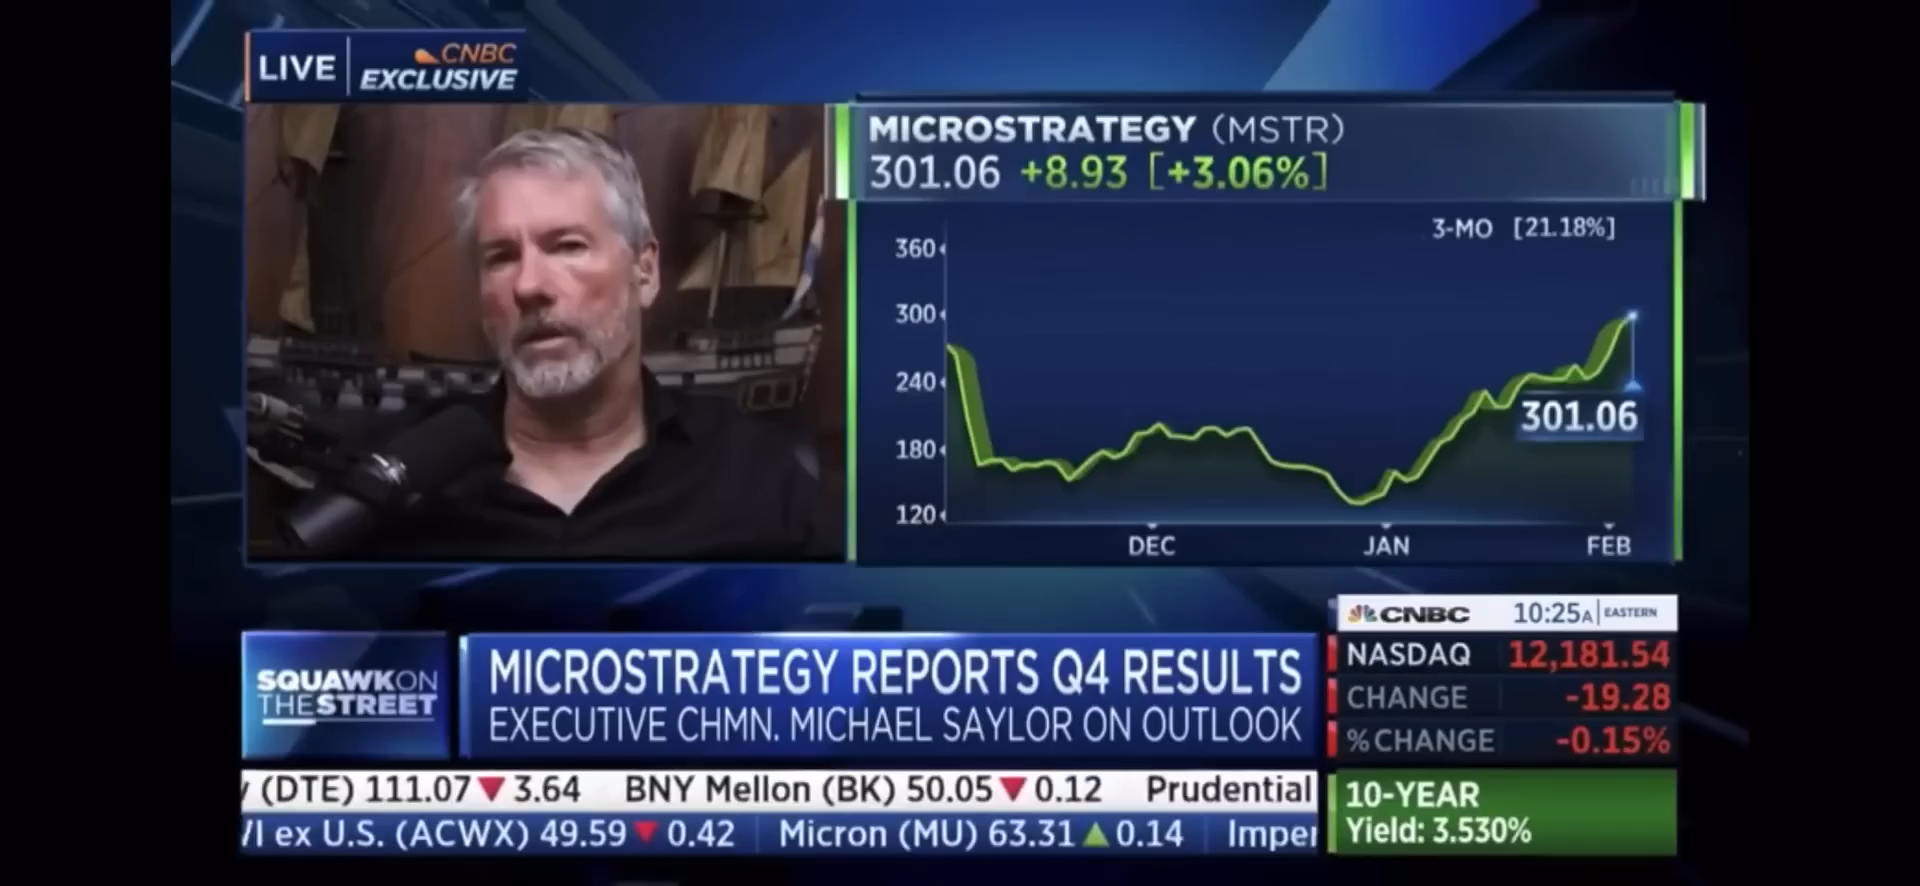 LIVE
CNBC
EXCLUSIVE
MICROSTRATEGY (MSTR)
301.06 +8.93 [+3.06%]
3-MO [21.18%]
360
300
240
180
120
301.06
DEC JAN FEB
SQUAWK ON
THE STREET
MICROSTRATEGY REPORTS Q4 RESULTS
EXECUTIVE CHMN. MICHAEL SAYLOR ON OUTLOOK
CNBC 10:25A EASTERN
NASDAQ 12,181.54
CHANGE -19.28
% CHANGE -0.15%
(DTE) 111.07 ▼ 3.64 BNY Mellon (BK) 50.05 ▼ 0.12 Prudential
ex U.S. (ACWX) 49.59 ▼ 0.42 Micron (MU) 63.31 ▲ 0.14
10-YEAR
Yield: 3.530%